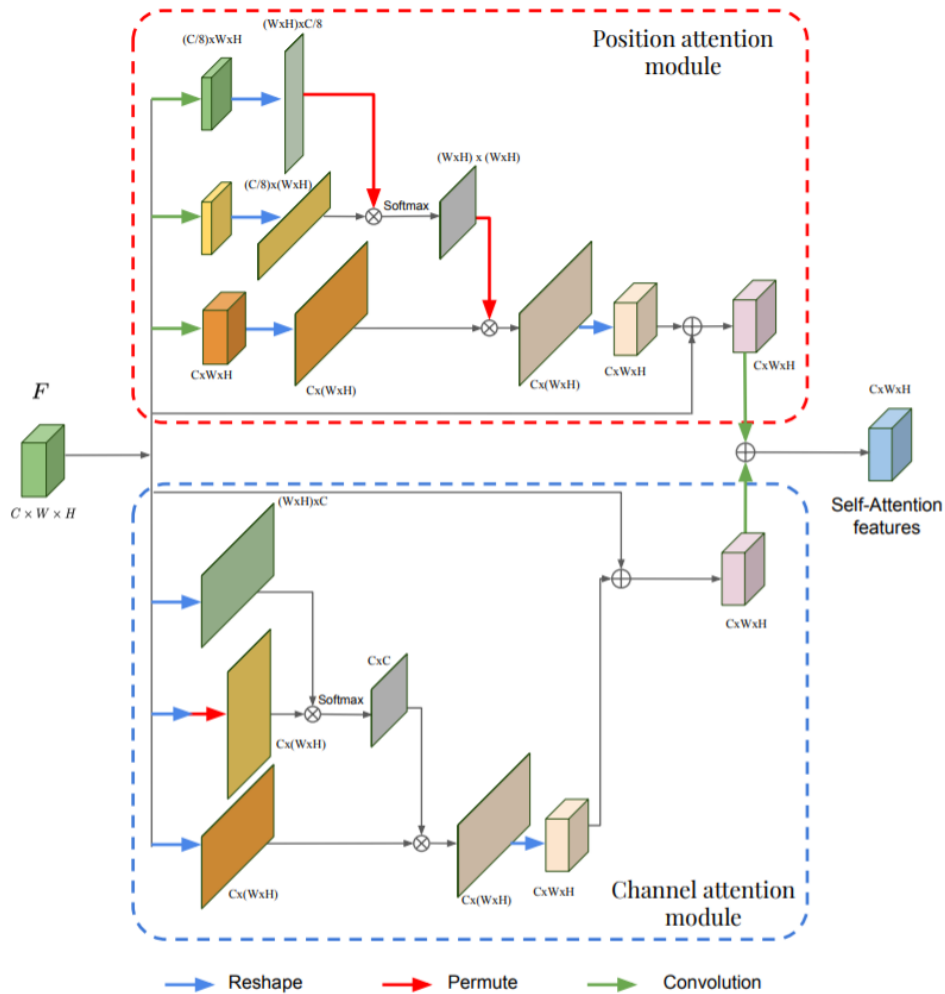 (WxH)xC/8
(C/8)xWxH
Position attention
module
(WxH) x (WxH)
(C/8)x(WxH)
Softmax
CxWxH
Cx(WxH)
Cx(WxH)
CxWxH
CxWxH
F
C × W × H
CxWxH
Self-Attention
features
(WxH)xC
CxWxH
CxC
Softmax
Cx(WxH)
Cx(WxH)
Cx(WxH)
CxWxH
Channel attention
module
Reshape
Permute
Convolution